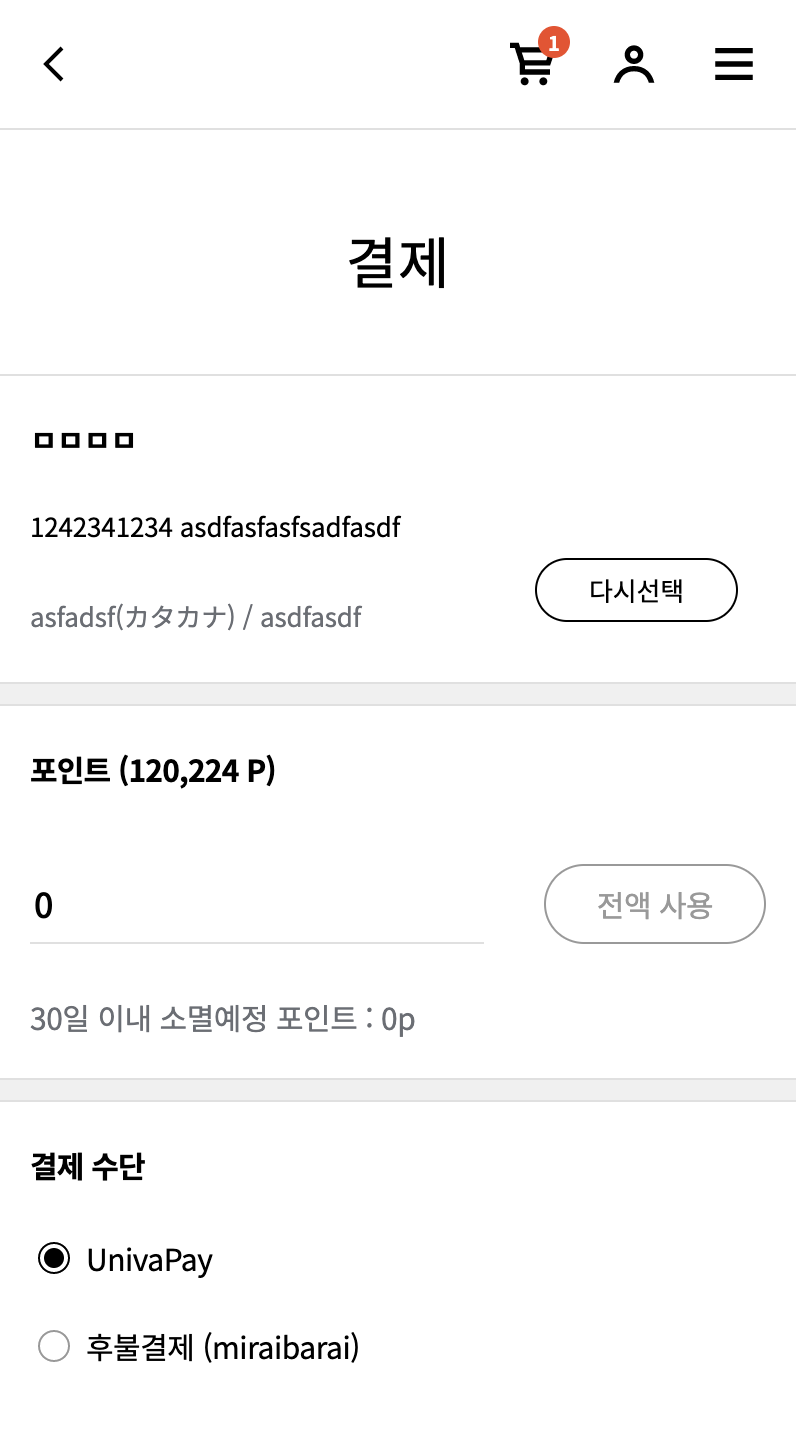 1
결제
ㅁㅁㅁㅁ
1242341234 asdfasfasfsadfasdf
다시선택
asfadsf(カタカナ) / asdfasdf
포인트 (120,224 P)
0
전액 사용
30일 이내 소멸예정 포인트 : 0p
결제 수단
UnivaPay
후불결제 (miraibarai)